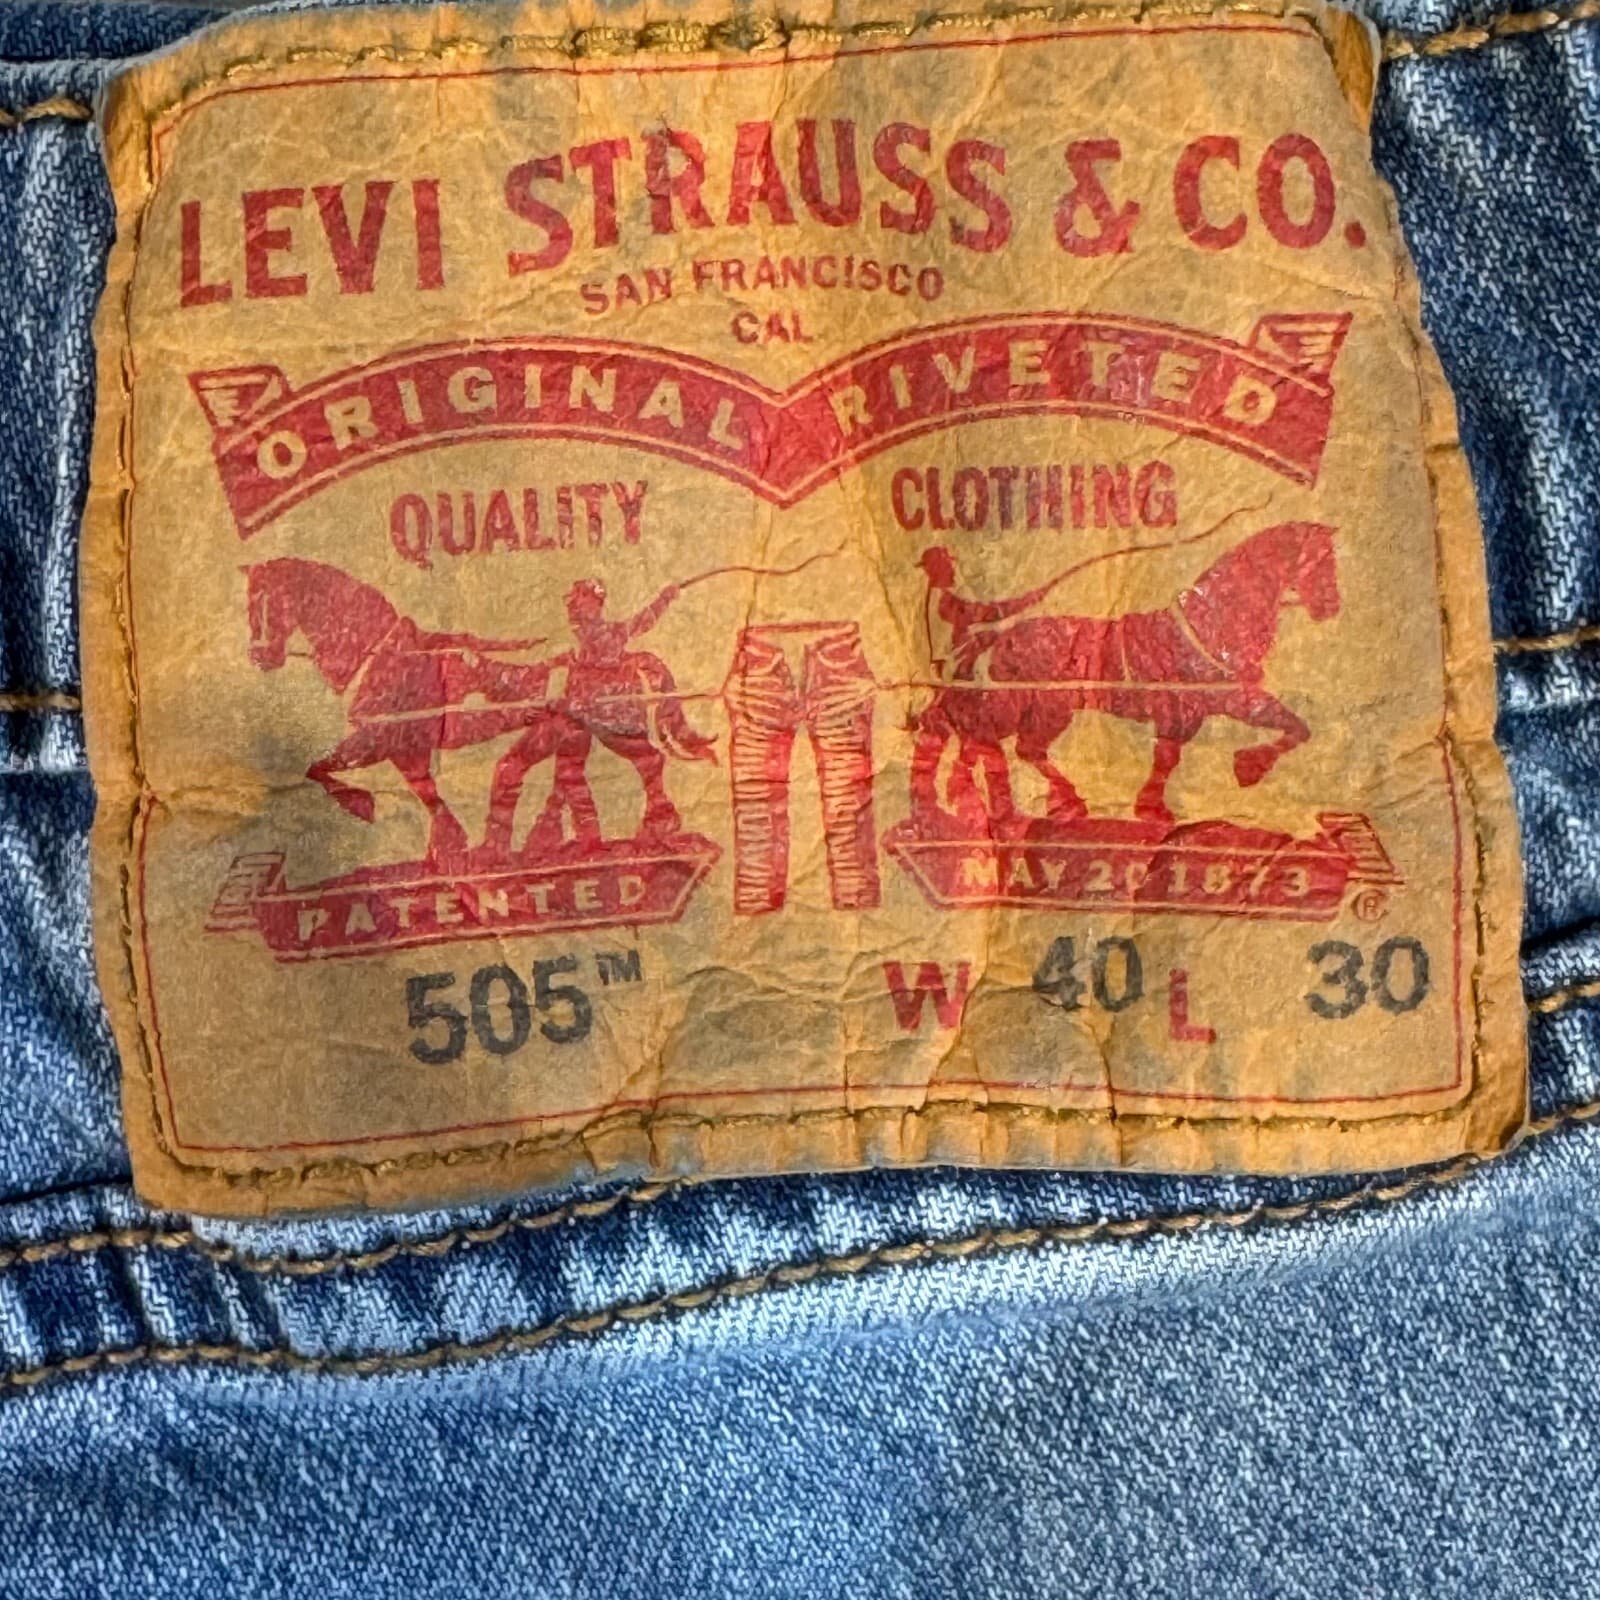 LEVI STRAUSS & CO.
SAN FRANCISCO
CAL
ORIGINAL RIVETED
QUALITY CLOTHING
PATENTED MAY 20 1873 ®
505™ W 40 L 30